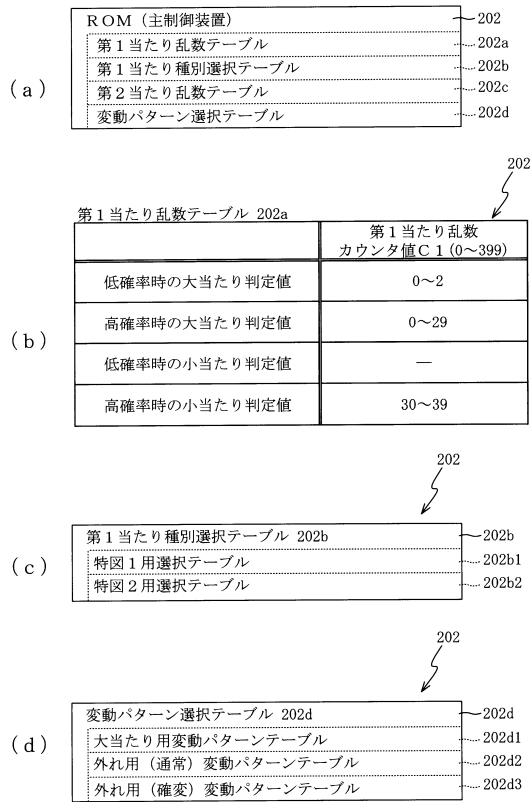 (a)
ROM（主制御装置） 202
第1当たり乱数テーブル 202a
第1当たり種別選択テーブル 202b
第2当たり乱数テーブル 202c
変動パターン選択テーブル 202d
202
(b)
第1当たり乱数テーブル 202a
第1当たり乱数
カウンタ値C1(0～399)
低確率時の大当たり判定値 0～2
高確率時の大当たり判定値 0～29
低確率時の小当たり判定値 ―
高確率時の小当たり判定値 30～39
202
(c)
第1当たり種別選択テーブル 202b 202b
特図1用選択テーブル 202b1
特図2用選択テーブル 202b2
202
(d)
変動パターン選択テーブル 202d 202d
大当たり用変動パターンテーブル 202d1
外れ用（通常）変動パターンテーブル 202d2
外れ用（確変）変動パターンテーブル 202d3